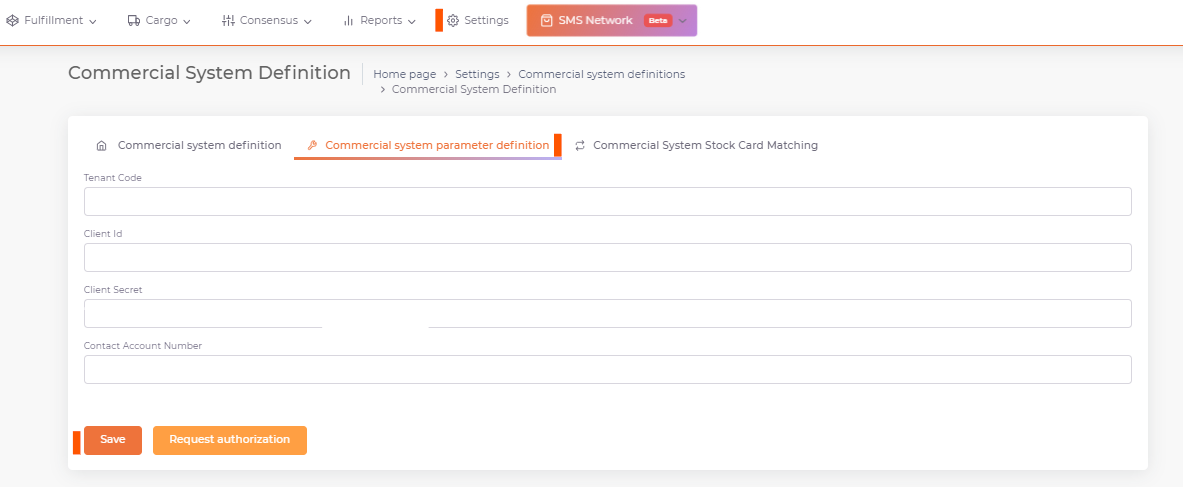 Fulfillment Cargo Consensus Reports Settings SMS Network Beta
Commercial System Definition Home page > Settings > Commercial system definitions
> Commercial System Definition
Commercial system definition Commercial system parameter definition Commercial System Stock Card Matching
Tenant Code
Client Id
Client Secret
Contact Account Number
Save Request authorization